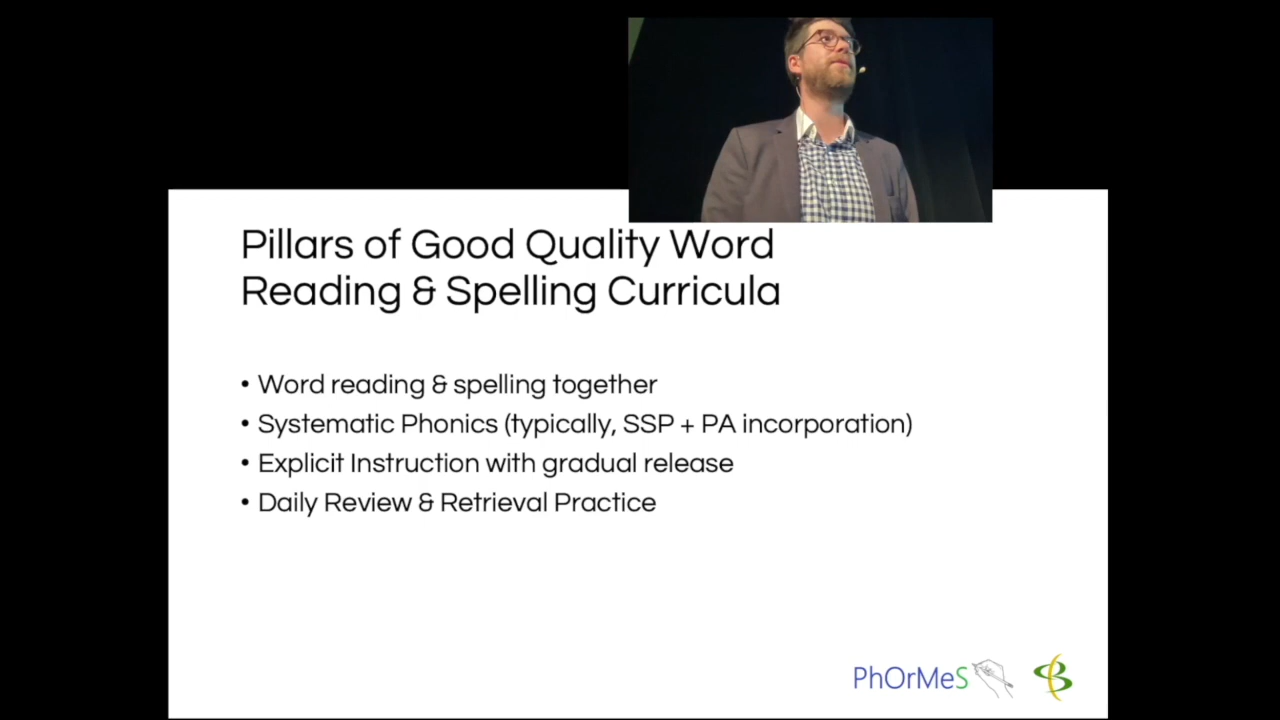 Pillars of Good Quality Word
Reading & Spelling Curricula
• Word reading & spelling together
• Systematic Phonics (typically, SSP + PA incorporation)
• Explicit Instruction with gradual release
• Daily Review & Retrieval Practice
PhOrMeS